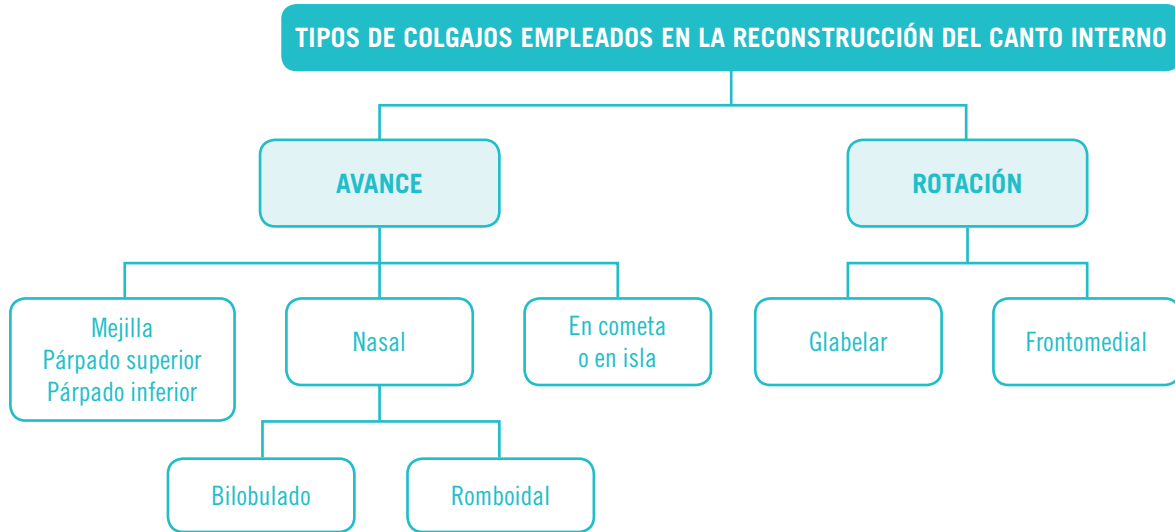 TIPOS DE COLGAJOS EMPLEADOS EN LA RECONSTRUCCIÓN DEL CANTO INTERNO
AVANCE
ROTACIÓN
Mejilla
Párpado superior
Párpado inferior
Nasal
En cometa
o en isla
Glabelar
Frontomedial
Bilobulado
Romboidal